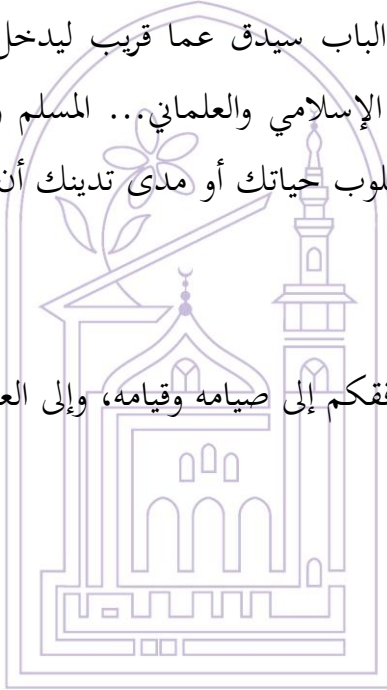 الباب سيدق عما قريب ليدخل
الإسلامي والعلماني... المسلم و
لوب حياتك أو مدى تدينك أن
فقكم إلى صيامه وقيامه، وإلى الع